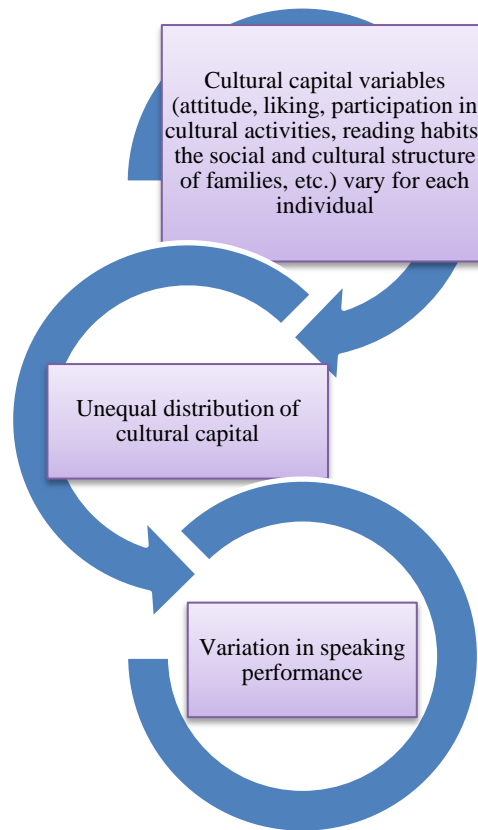 Cultural capital variables
(attitude, liking, participation in
cultural activities, reading habits
the social and cultural structure
of families, etc.) vary for each
individual
Unequal distribution of
cultural capital
Variation in speaking
performance